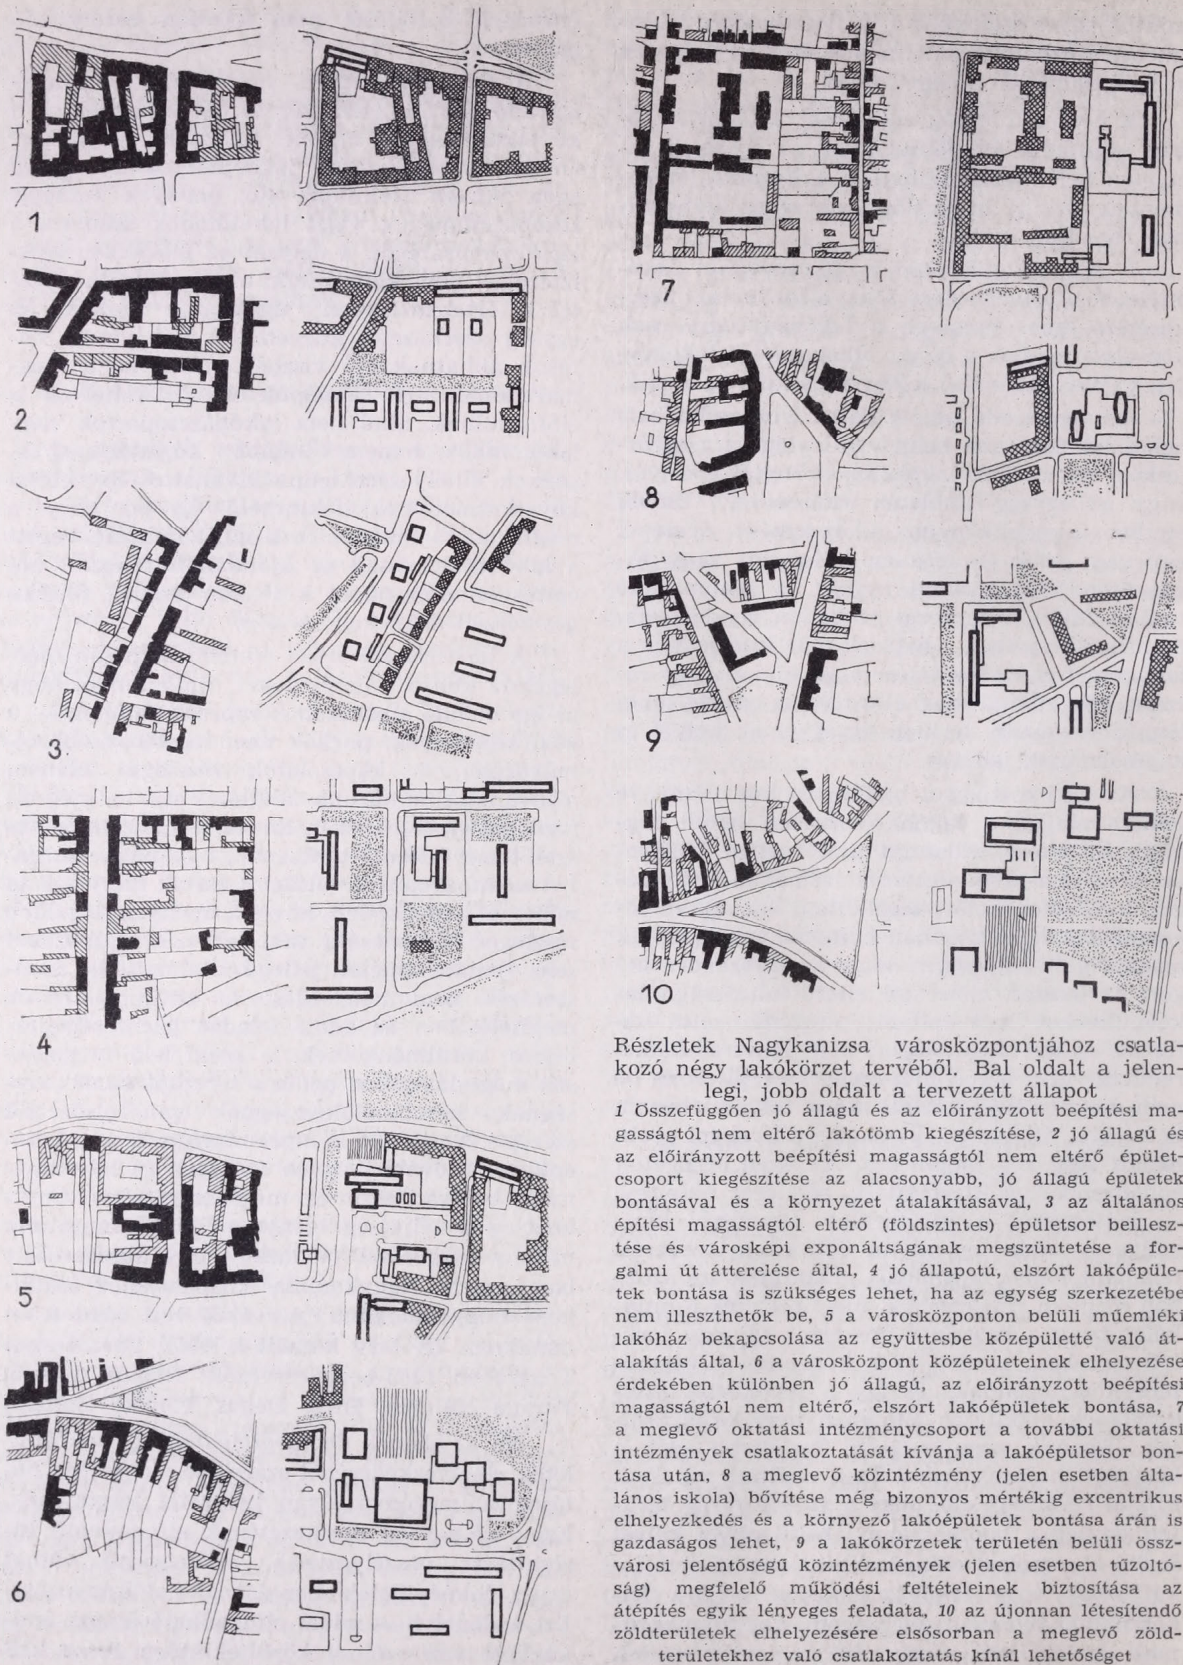 1
2
3
4
5
6
7
8
9
10
Részletek Nagykanizsa városközpontjához csatla-
kozó négy lakókörzet tervéből. Bal oldalt a jelen-
legi, jobb oldalt a tervezett állapot
1 Összefüggően jó állagú és az előirányzott beépítési ma-
gasságtól nem eltérő lakótömb kiegészítése, 2 jó állagú és
az előirányzott beépítési magasságtól nem eltérő épület-
csoport kiegészítése az alacsonyabb, jó állagú épületek
bontásával és a környezet átalakításával, 3 az általános
építési magasságtól eltérő (földszintes) épületsor beillesz-
tése és városképi exponáltságának megszüntetése a for-
galmi út átterelése által, 4 jó állapotú, elszórt lakóépüle-
tek bontása is szükséges lehet, ha az egység szerkezetébe
nem illeszthetők be, 5 a városközponton belüli műemléki
lakóház bekapcsolása az együttesbe középületté való át-
alakítás által, 6 a városközpont középületeinek elhelyezése
érdekében különben jó állagú, az előirányzott beépítési
magasságtól nem eltérő, elszórt lakóépületek bontása, 7
a meglevő oktatási intézménycsoport a további oktatási
intézmények csatlakoztatását kívánja a lakóépületsor bon-
tása után, 8 a meglevő közintézmény (jelen esetben álta-
lános iskola) bővítése még bizonyos mértékig excentrikus
elhelyezkedés és a környező lakóépületek bontása árán is
gazdaságos lehet, 9 a lakókörzetek területén belüli össz-
városi jelentőségű közintézmények (jelen esetben tűzoltó-
ság) megfelelő működési feltételeinek biztosítása az
átépítés egyik lényeges feladata, 10 az újonnan létesítendő
zöldterületek elhelyezésére elsősorban a meglevő zöld-
területekhez való csatlakoztatás kínál lehetőséget